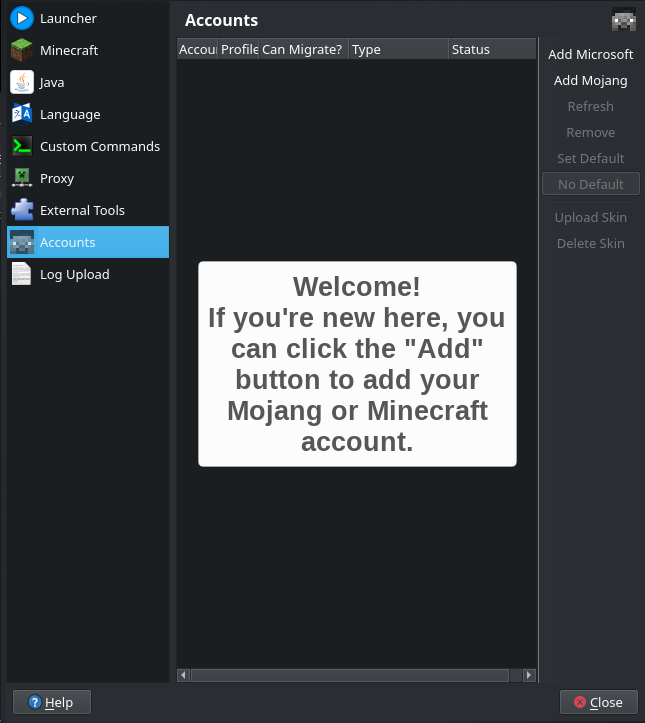 Launcher
Minecraft
Java
Language
Custom Commands
Proxy
External Tools
Accounts
Log Upload
Accounts
Accou Profile Can Migrate? Type Status
Welcome!
If you're new here, you
can click the "Add"
button to add your
Mojang or Minecraft
account.
Add Microsoft
Add Mojang
Refresh
Remove
Set Default
No Default
Upload Skin
Delete Skin
Help
Close